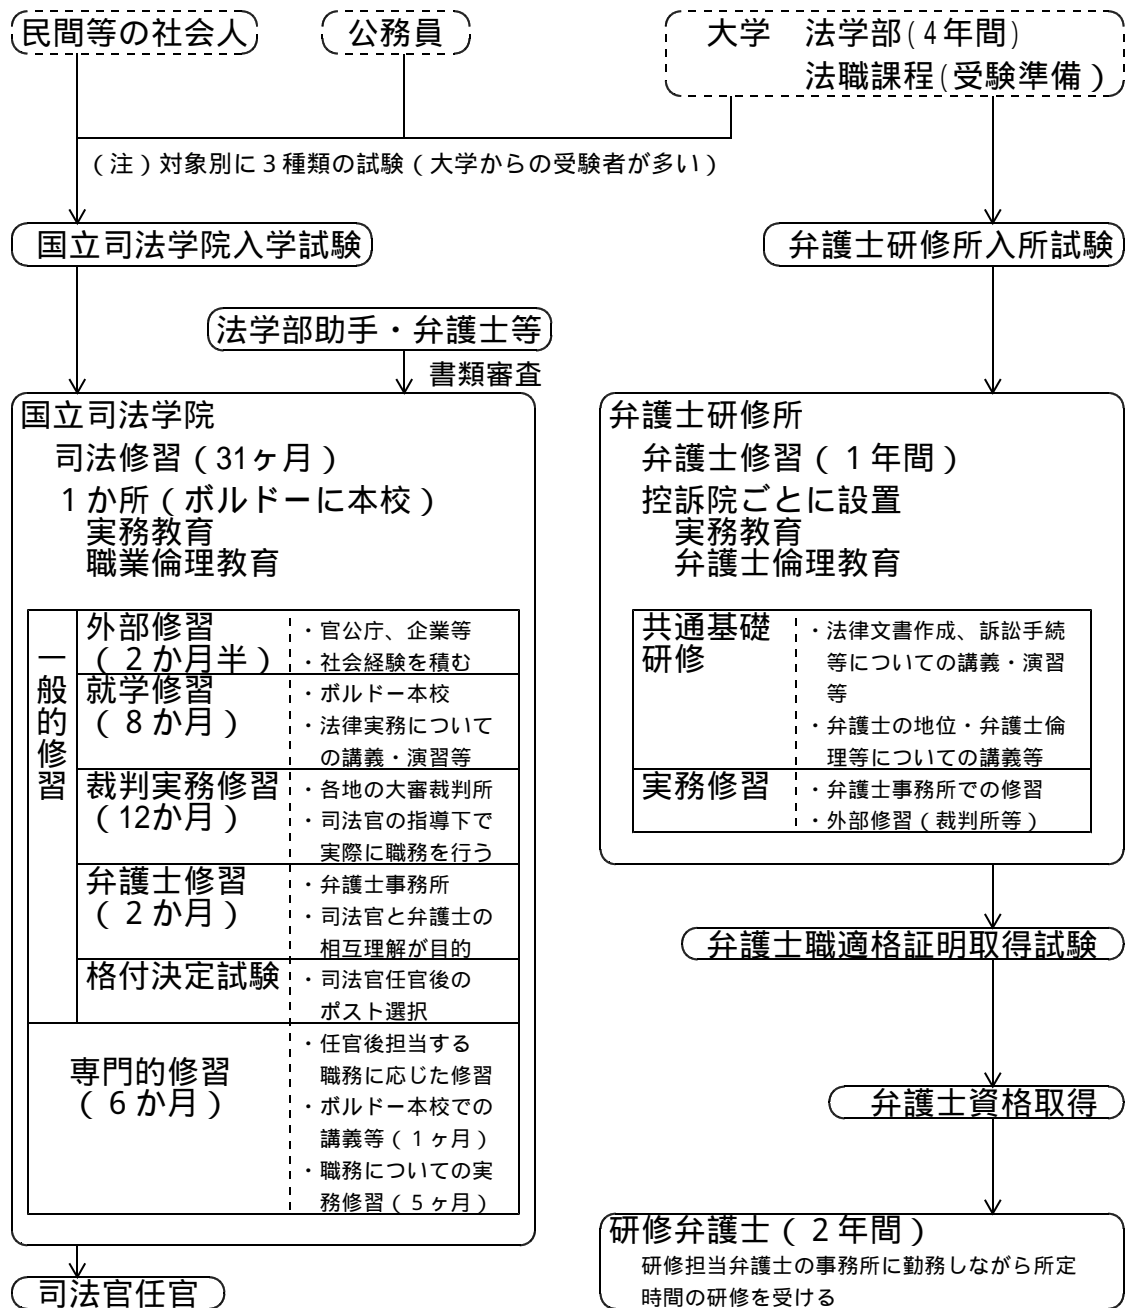 民間等の社会人
公務員
大学　法学部(4年間)
法職課程(受験準備)
(注)対象別に3種類の試験(大学からの受験者が多い)
国立司法学院入学試験
弁護士研修所入所試験
法学部助手・弁護士等
書類審査
国立司法学院
司法修習(31ヶ月)
1か所(ボルドーに本校)
実務教育
職業倫理教育
一般的修習
外部修習
(2か月半)
・官公庁、企業等
・社会経験を積む
就学修習
(8か月)
・ボルドー本校
・法律実務について
の講義・演習等
裁判実務修習
(12か月)
・各地の大審裁判所
・司法官の指導下で
実際に職務を行う
弁護士修習
(2か月)
・弁護士事務所
・司法官と弁護士の
相互理解が目的
格付決定試験
・司法官任官後の
ポスト選択
専門的修習
(6か月)
・任官後担当する
職務に応じた修習
・ボルドー本校での
講義等(1ヶ月)
・職務についての実
務修習(5ヶ月)
司法官任官
弁護士研修所
弁護士修習(1年間)
控訴院ごとに設置
実務教育
弁護士倫理教育
共通基礎
研修
・法律文書作成、訴訟手続
等についての講義・演習
等
・弁護士の地位・弁護士倫
理等についての講義等
実務修習
・弁護士事務所での修習
・外部修習(裁判所等)
弁護士職適格証明取得試験
弁護士資格取得
研修弁護士(2年間)
研修担当弁護士の事務所に勤務しながら所定
時間の研修を受ける